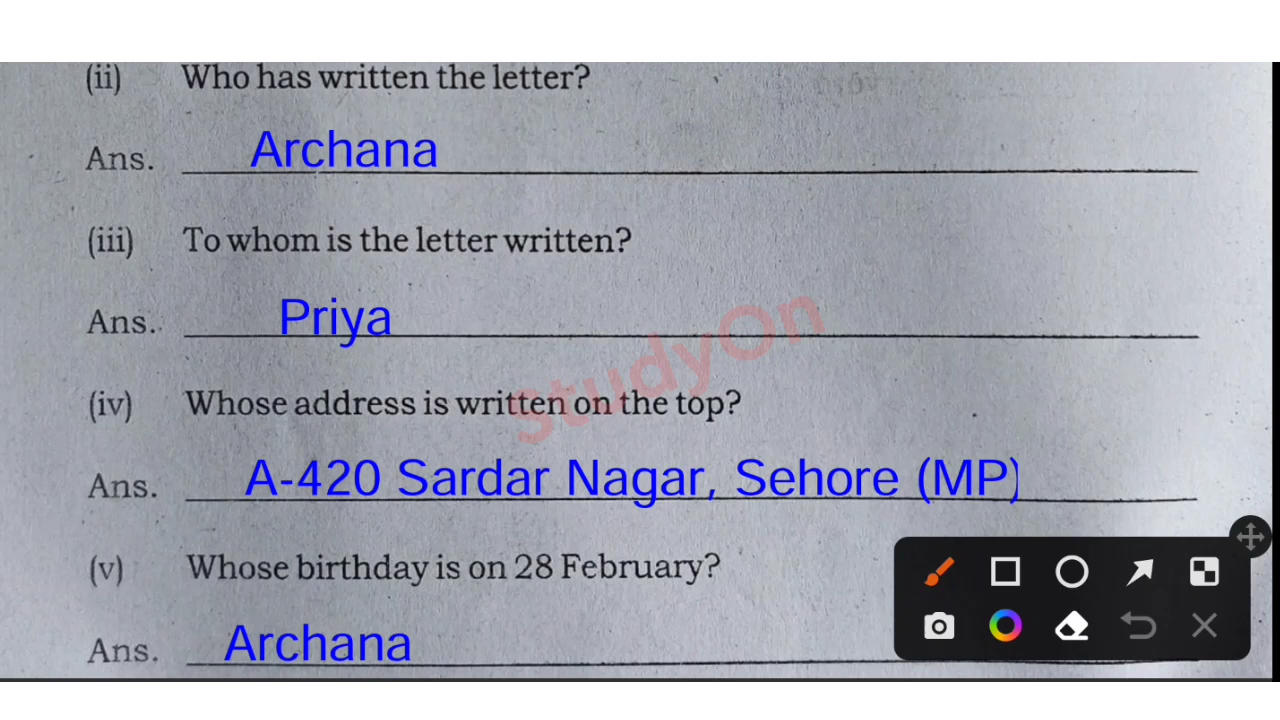 (ii) Who has written the letter?
Ans. Archana
(iii) To whom is the letter written?
Ans. Priya
StudyOn
(iv) Whose address is written on the top?
Ans. A-420 Sardar Nagar, Sehore (MP)
(v) Whose birthday is on 28 February?
Ans. Archana